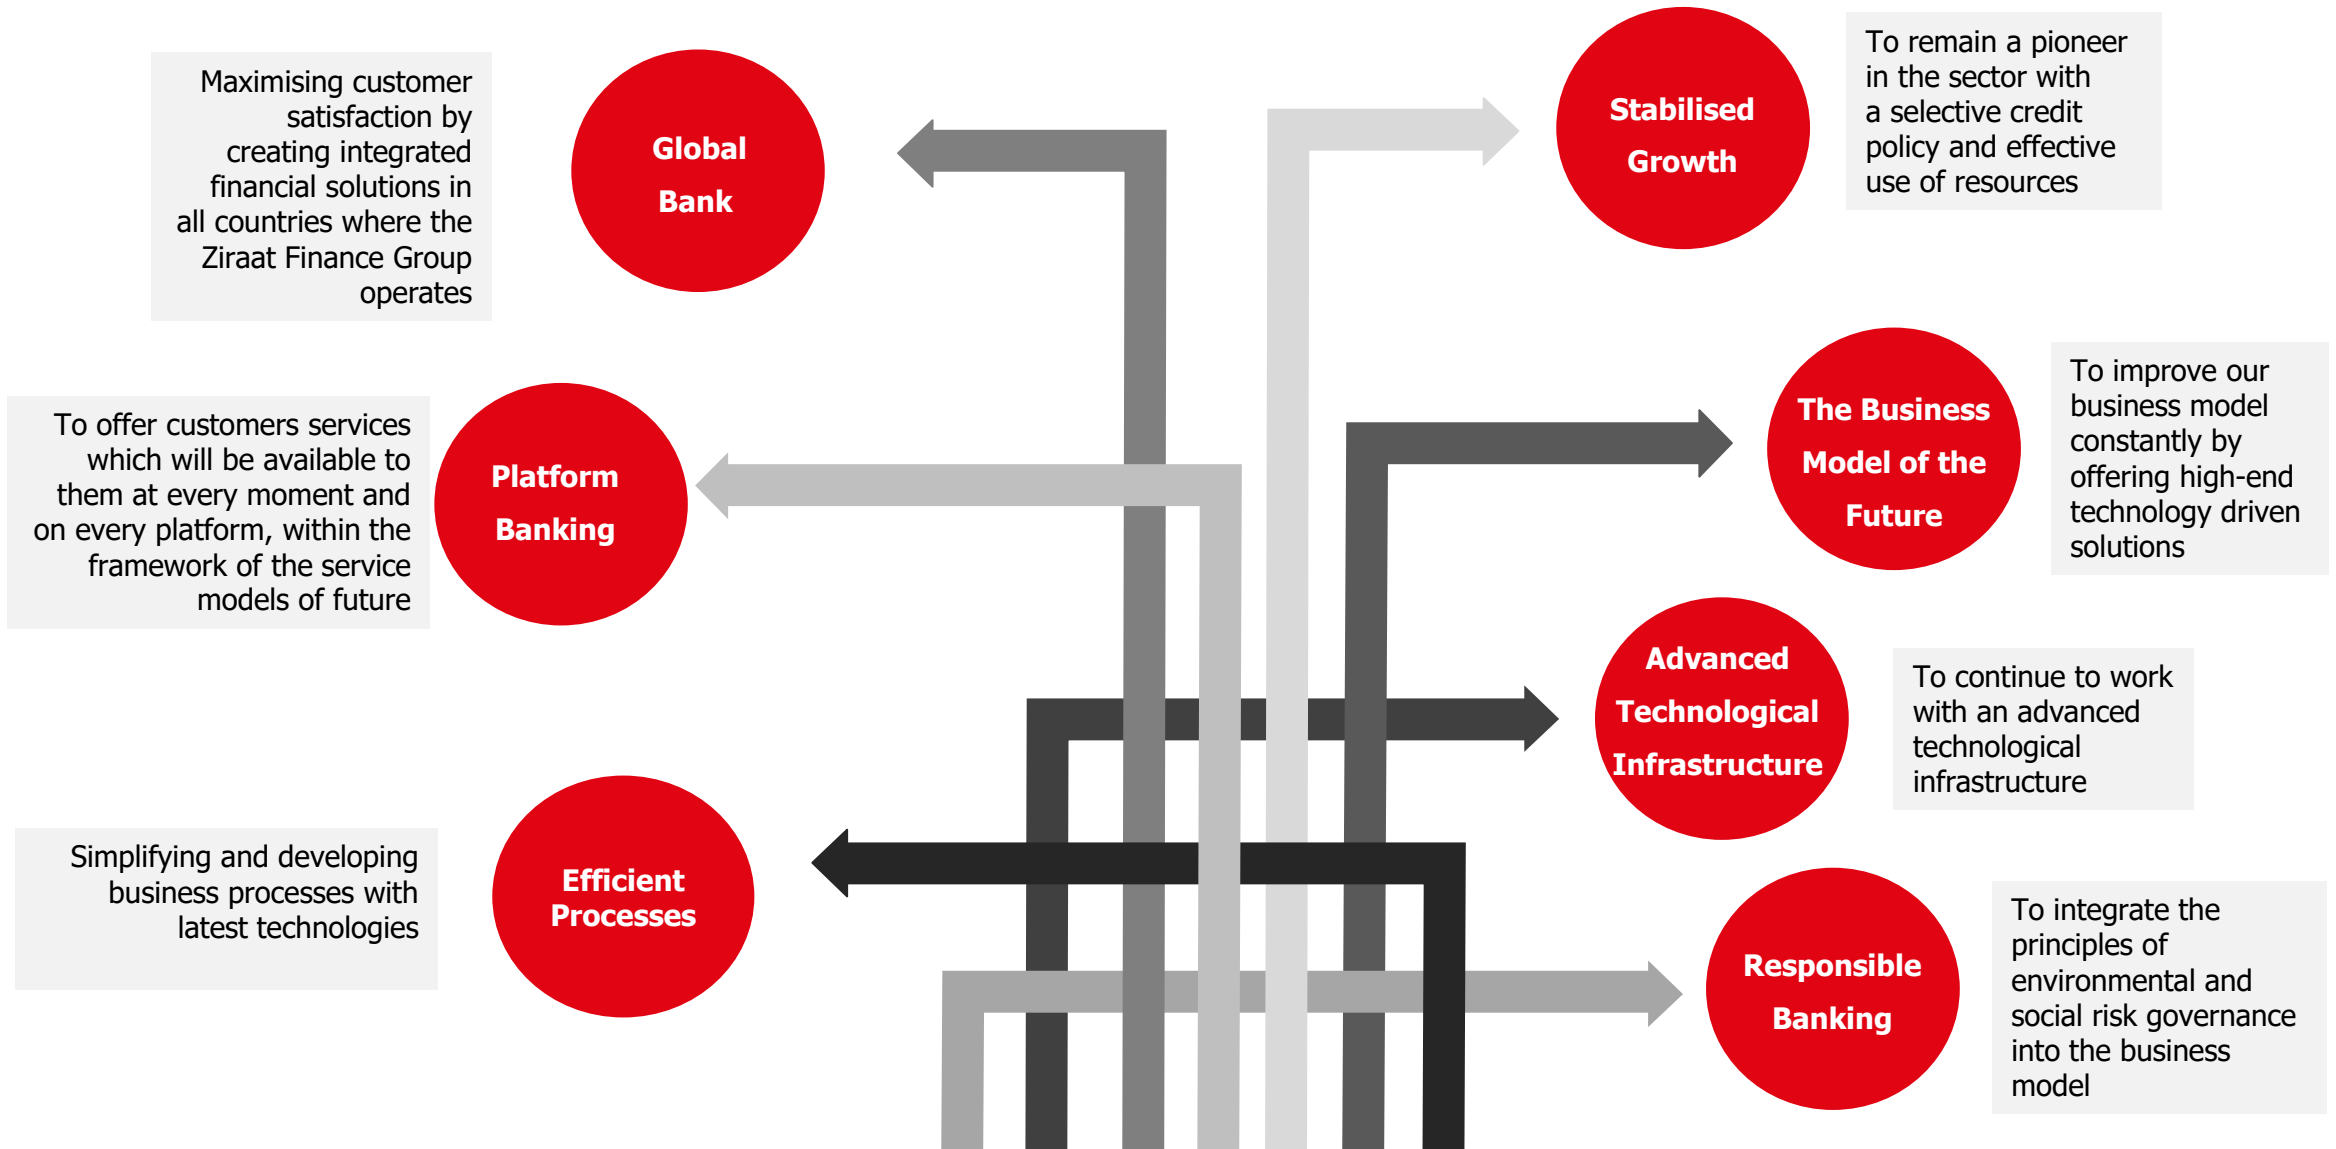 Maximising customer
satisfaction by
creating integrated
financial solutions in
all countries where the
Ziraat Finance Group
operates
Global
Bank
Stabilised
Growth
To remain a pioneer
in the sector with
a selective credit
policy and effective
use of resources
To offer customers services
which will be available to
them at every moment and
on every platform, within the
framework of the service
models of future
Platform
Banking
The Business
Model of the
Future
To improve our
business model
constantly by
offering high-end
technology driven
solutions
Advanced
Technological
Infrastructure
To continue to work
with an advanced
technological
infrastructure
Simplifying and developing
business processes with
latest technologies
Efficient
Processes
Responsible
Banking
To integrate the
principles of
environmental and
social risk governance
into the business
model